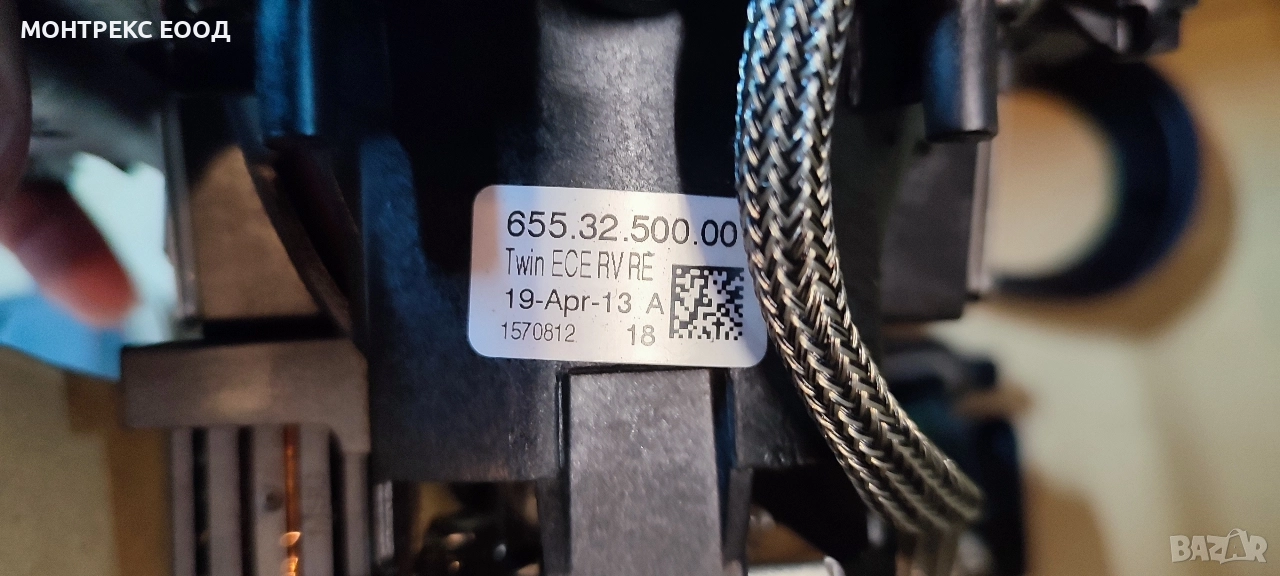 МОНТРЕКС ЕООД
655.32.500.00
Twin ECE RV RE
19-Apr-13 A
1570812 18
BAZAR